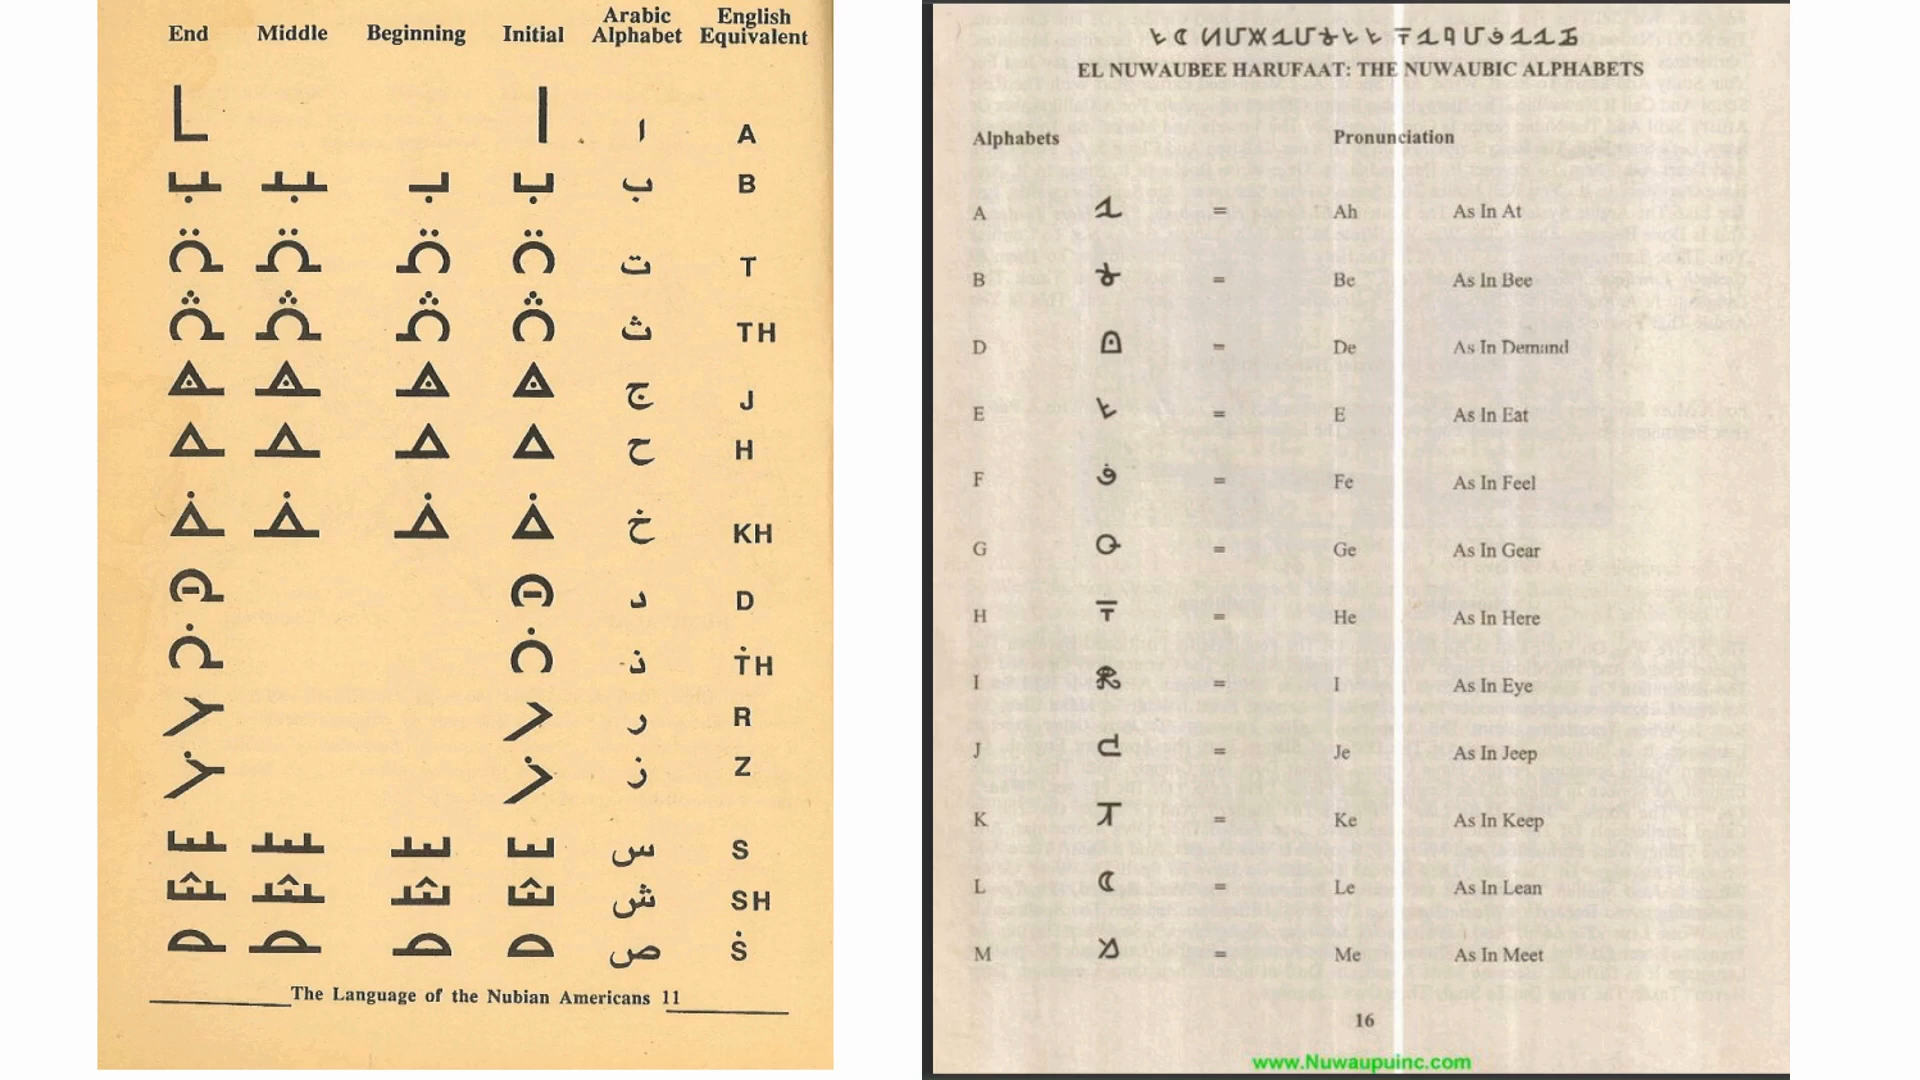 End Middle Beginning Initial Arabic Alphabet English Equivalent
ا A
ب B
ت T
ث TH
ج J
ح H
خ KH
د D
ذ ṪH
ر R
ز Z
س S
ش SH
ص Ṡ
The Language of the Nubian Americans 11
EL NUWAUBEE HARUFAAT: THE NUWAUBIC ALPHABETS
Alphabets Pronunciation
A = Ah As In At
B = Be As In Bee
D = De As In Demand
E = E As In Eat
F = Fe As In Feel
G = Ge As In Gear
H = He As In Here
I = I As In Eye
J = Je As In Jeep
K = Ke As In Keep
L = Le As In Lean
M = Me As In Meet
16
www.Nuwaupuinc.com